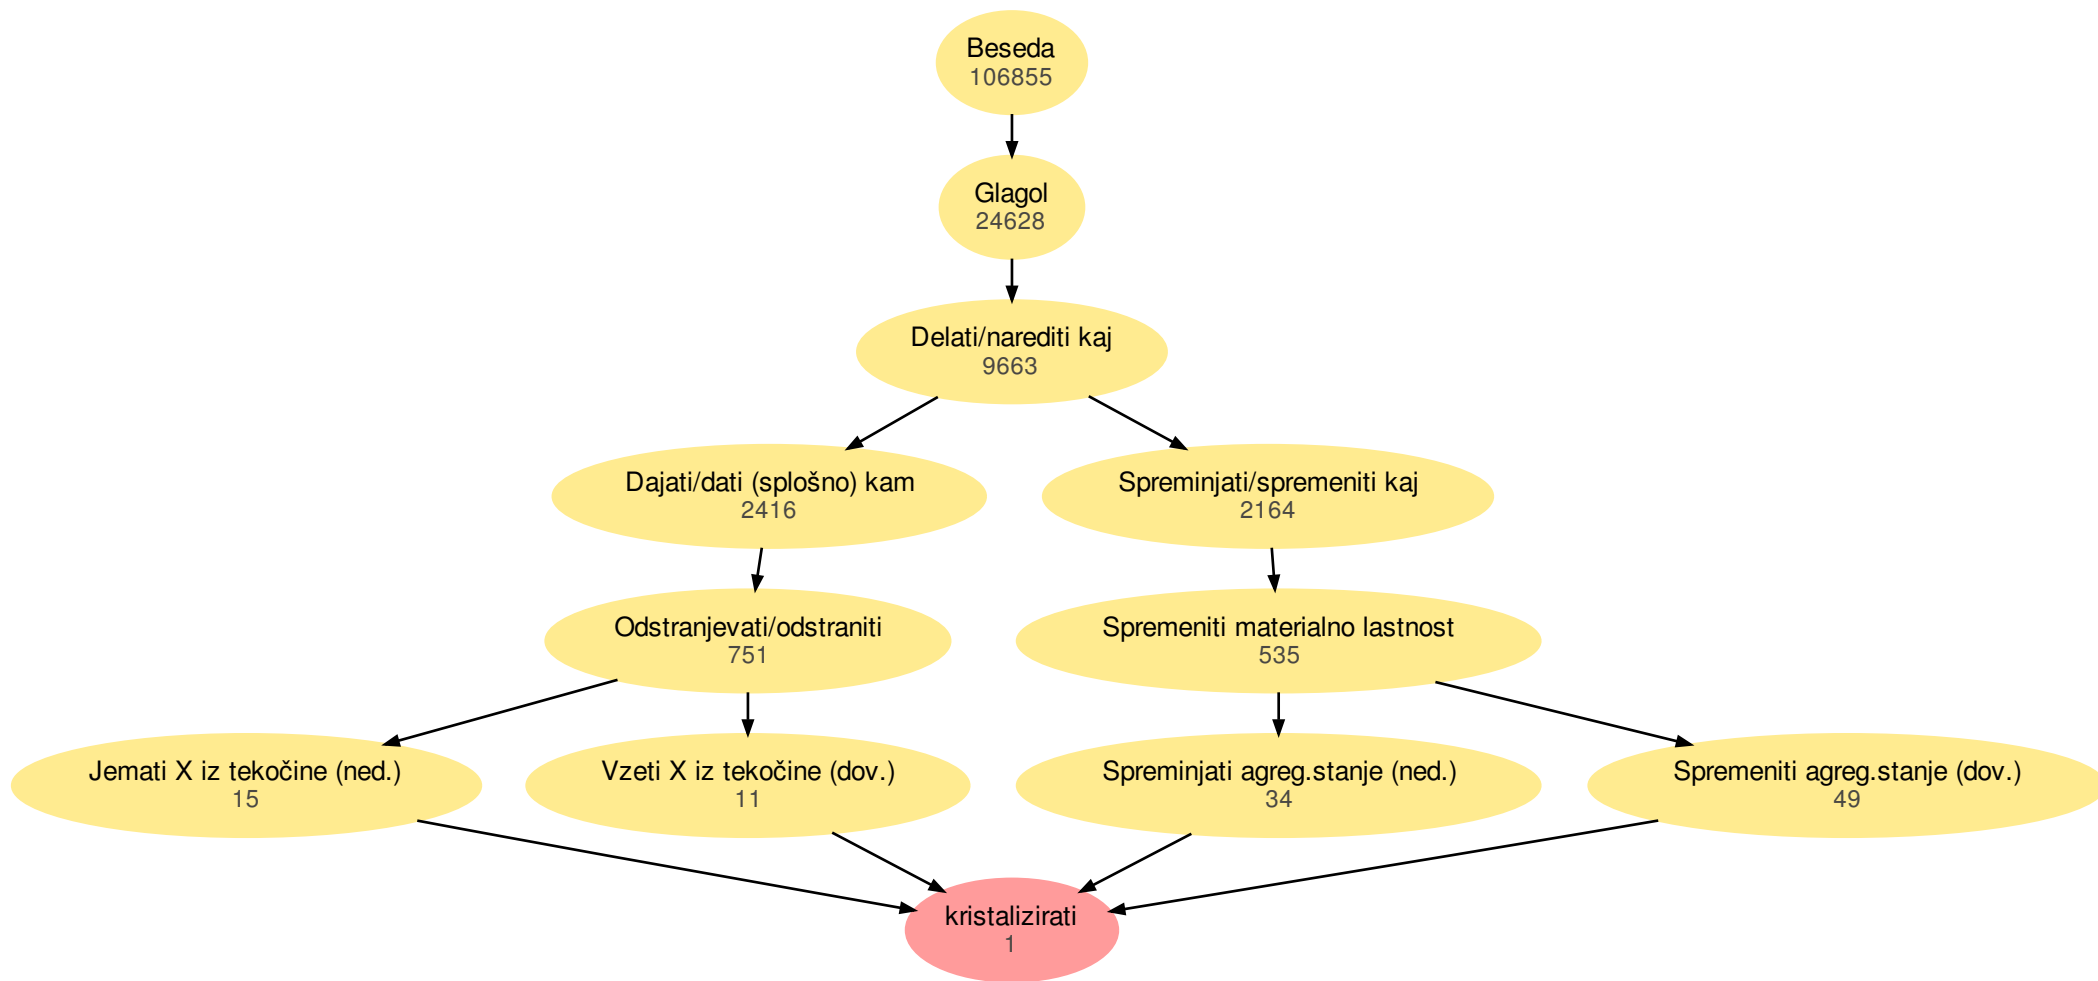 Beseda
106855
Glagol
24628
Delati/narediti kaj
9663
Dajati/dati (splošno) kam
2416
Spreminjati/spremeniti kaj
2164
Odstranjevati/odstraniti
751
Spremeniti materialno lastnost
535
Jemati X iz tekočine (ned.)
15
Vzeti X iz tekočine (dov.)
11
Spreminjati agreg.stanje (ned.)
34
Spremeniti agreg.stanje (dov.)
49
kristalizirati
1